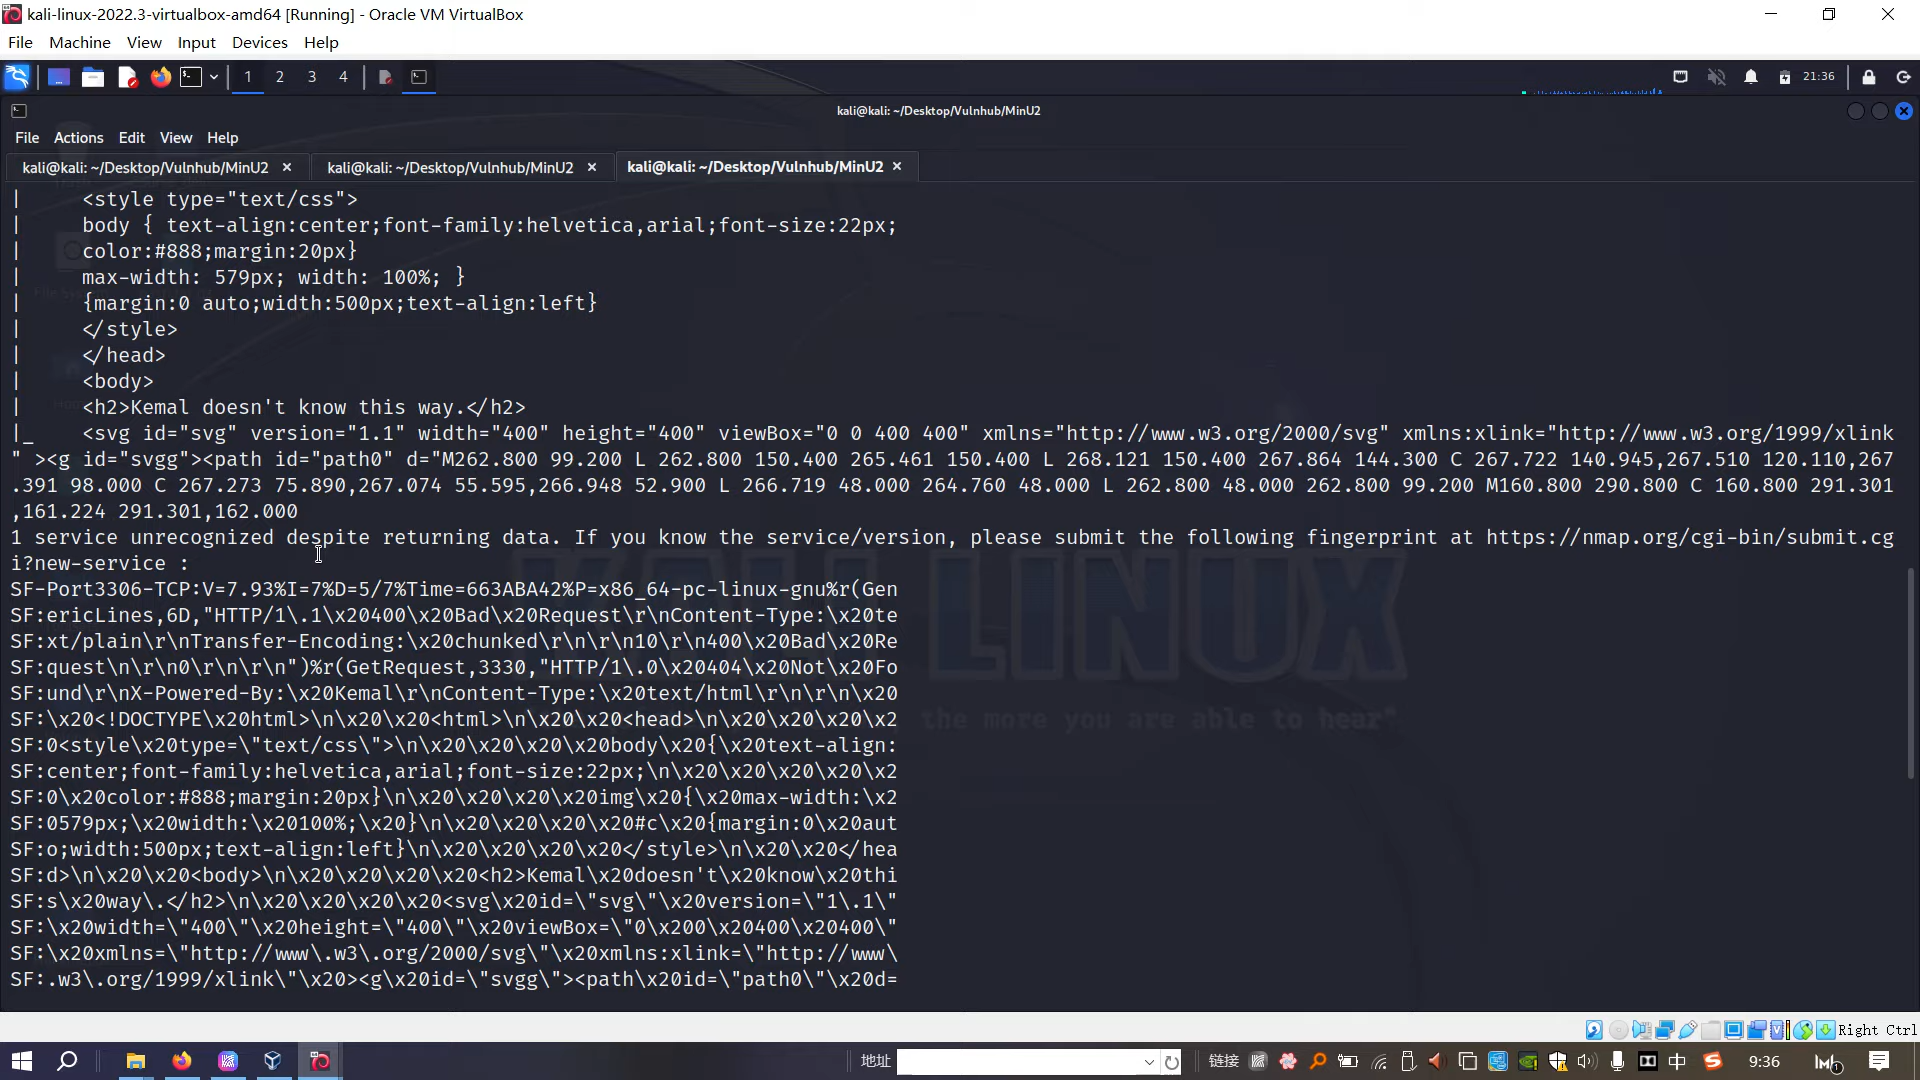 kali-linux-2022.3-virtualbox-amd64 [Running] - Oracle VM VirtualBox
File Machine View Input Devices Help
1 2 3 4 21:36
kali@kali: ~/Desktop/Vulnhub/MinU2
File Actions Edit View Help
kali@kali: ~/Desktop/Vulnhub/MinU2 kali@kali: ~/Desktop/Vulnhub/MinU2 kali@kali: ~/Desktop/Vulnhub/MinU2
|     <style type="text/css">
|     body { text-align:center;font-family:helvetica,arial;font-size:22px;
|     color:#888;margin:20px}
|     max-width: 579px; width: 100%; }
|     {margin:0 auto;width:500px;text-align:left}
|     </style>
|     </head>
|     <body>
|     <h2>Kemal doesn't know this way.</h2>
|_    <svg id="svg" version="1.1" width="400" height="400" viewBox="0 0 400 400" xmlns="http://www.w3.org/2000/svg" xmlns:xlink="http://www.w3.org/1999/xlink
" ><g id="svgg"><path id="path0" d="M262.800 99.200 L 262.800 150.400 265.461 150.400 L 268.121 150.400 267.864 144.300 C 267.722 140.945,267.510 120.110,267
.391 98.000 C 267.273 75.890,267.074 55.595,266.948 52.900 L 266.719 48.000 264.760 48.000 L 262.800 48.000 262.800 99.200 M160.800 290.800 C 160.800 291.301
,161.224 291.301,162.000
1 service unrecognized despite returning data. If you know the service/version, please submit the following fingerprint at https://nmap.org/cgi-bin/submit.cg
i?new-service :
SF-Port3306-TCP:V=7.93%I=7%D=5/7%Time=663ABA42%P=x86_64-pc-linux-gnu%r(Gen
SF:ericLines,6D,"HTTP/1\.1\x20400\x20Bad\x20Request\r\nContent-Type:\x20te
SF:xt/plain\r\nTransfer-Encoding:\x20chunked\r\n\r\n10\r\n400\x20Bad\x20Re
SF:quest\n\r\n0\r\n\r\n")%r(GetRequest,3330,"HTTP/1\.0\x20404\x20Not\x20Fo
SF:und\r\nX-Powered-By:\x20Kemal\r\nContent-Type:\x20text/html\r\n\r\n\x20
SF:\x20<!DOCTYPE\x20html>\n\x20\x20<html>\n\x20\x20<head>\n\x20\x20\x20\x2
SF:0<style\x20type=\"text/css\">\n\x20\x20\x20\x20body\x20{\x20text-align:
SF:center;font-family:helvetica,arial;font-size:22px;\n\x20\x20\x20\x20\x2
SF:0\x20color:#888;margin:20px}\n\x20\x20\x20\x20img\x20{\x20max-width:\x2
SF:0579px;\x20width:\x20100%;\x20}\n\x20\x20\x20\x20#c\x20{margin:0\x20aut
SF:o;width:500px;text-align:left}\n\x20\x20\x20\x20</style>\n\x20\x20</hea
SF:d>\n\x20\x20<body>\n\x20\x20\x20\x20<h2>Kemal\x20doesn't\x20know\x20thi
SF:s\x20way\.</h2>\n\x20\x20\x20\x20<svg\x20id=\"svg\"\x20version=\"1\.1\"
SF:\x20width=\"400\"\x20height=\"400\"\x20viewBox=\"0\x200\x20400\x20400\"
SF:\x20xmlns=\"http://www\.w3\.org/2000/svg\"\x20xmlns:xlink=\"http://www\
SF:.w3\.org/1999/xlink\"\x20><g\x20id=\"svgg\"><path\x20id=\"path0\"\x20d=
KALI LINUX
, the more you are able to hear"
Right Ctrl
地址 链接 中 9:36